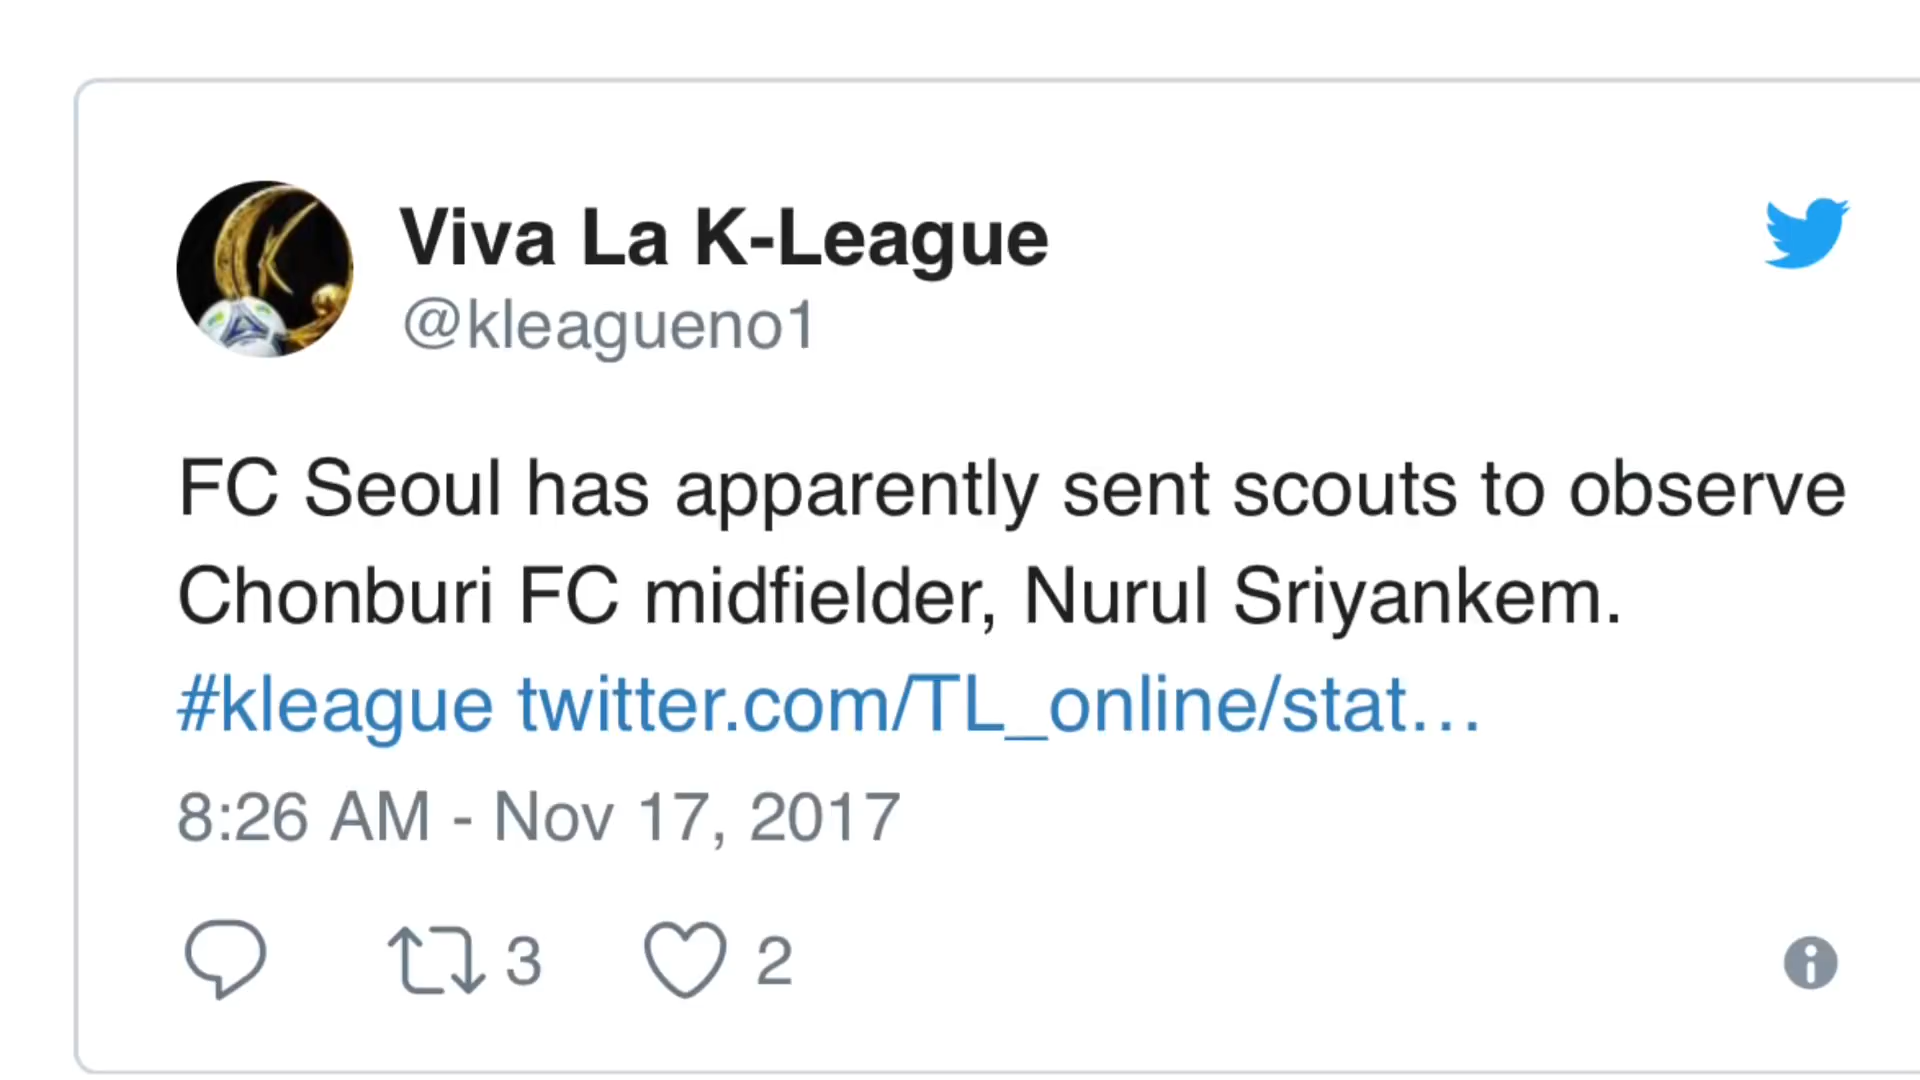 Viva La K-League
@kleagueno1
FC Seoul has apparently sent scouts to observe
Chonburi FC midfielder, Nurul Sriyankem.
#kleague twitter.com/TL_online/stat…
8:26 AM - Nov 17, 2017
3 2